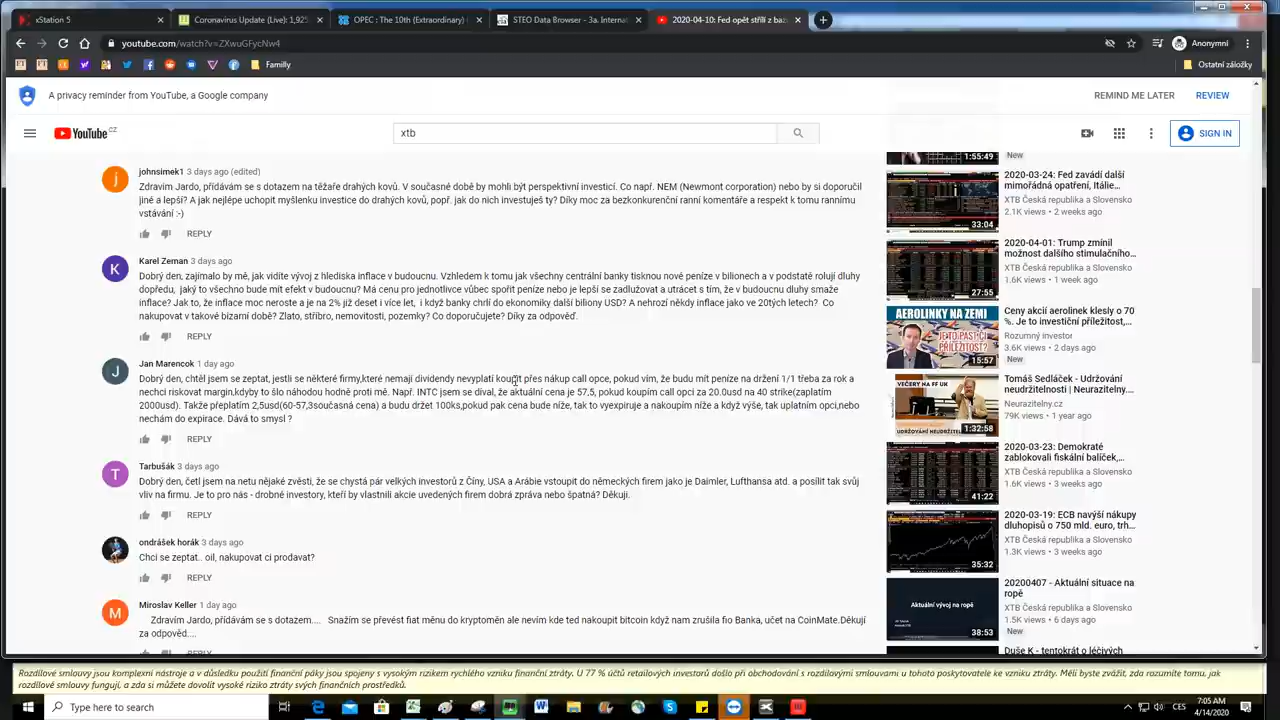 xStation 5
Coronavirus Update (Live): 1,925
OPEC : The 10th (Extraordinary)
STEO Data Browser - 3a. Internat
2020-04-10: Fed opět střílí z baz
youtube.com/watch?v=ZXwuGFycNw4
Anonymní
Familly
Ostatní záložky
A privacy reminder from YouTube, a Google company
REMIND ME LATER
REVIEW
YouTube CZ
xtb
SIGN IN
johnsimek1 3 days ago (edited)
Zdravím Jardo, přidávám se s dotazem na těžaře drahých kovů. V současné době by mohli být perspektivní investicí. Co např. NEM (Newmont corporation) nebo by si doporučil
jiné a lepší? A jak nejlépe uchopit myšlenku investice do drahých kovů, popř. jak do nich investuješ ty? Díky moc za bezkonkurenční ranní komentáře a respekt k tomu rannímu
vstávání :-)
REPLY
Karel Zeman 3 days ago
Dobrý den, zajímalo by mě, jak vidíte vývoj z hlediska inflace v budoucnu. Vzhledem k tomu jak všechny centrální banky tisknou nové peníze v bilionech a v podstatě rolují dluhy
dopředu, jaký to všechno bude mít efekt v budoucnu na cenu pro jednotlivce vůbec spořit peníze nebo je lepší se zadlužovat a utrácet s tím, že v budoucnu dluhy smaže
inflace? Jak to, že inflace moc neroste a je na 2% již deset i více let, i když banky chrlí do ekonomiky další biliony USD? A nehrozí někdy inflace jako ve 20tých letech? Co
nakupovat v takove bizarní době? Zlato, stříbro, nemovitosti, pozemky? Co doporučujete? Díky za odpověď.
REPLY
Jan Marencok 1 day ago
Dobrý den, chtěl jsem se zeptat, jestli se některé firmy,které nemají dividendy nevyplatí koupit přes nákup call opce, pokud vím, že budu mít peníze na držení 1/1 třeba za rok a
nechci riskovat margin,kdyby to šlo náhodou hodně proti mě. Např. INTC jsem se díval, že aktuální cena je 57,5, pokud koupím call opci za 20.0usd na 40 strike(zaplatím
2000usd). Takže přeplatím 2,5usd(60-57,3současná cena) a budu držet 100ks,pokud pak cena bude níže, tak to vyexpiruje a nakoupím níže a když výše, tak uplatním opci,nebo
nechám do expirace. Dává to smysl ?
REPLY
Tarbušák 3 days ago
Dobrý den, četl jsem na more news že se chystá pár velkých investorů z Číny, USA a Arábie vstoupit do německých firem jako je Daimler, Lufthansa atd. a posílit tak svůj
vliv na firmu. Je to pro nás - drobné investory, kteří by vlastnili akcie uvedených firem dobrá zpráva nebo špatná? Děkuji.
REPLY
ondrášek horák 3 days ago
Chci se zeptat.. oil, nakupovat ci prodavat?
REPLY
Miroslav Keller 1 day ago
Zdravím Jardo, přidávám se s dotazem.... Snažím se převést fiat měnu do kryptoměn ale nevím kde ted nakoupit bitcoin když nam zrušila fio Banka, učet na CoinMate.Děkuji
za odpověd....
1:55:49
New
33:04
2020-03-24: Fed zavádí další
mimořádná opatření, Itálie…
XTB Česká republika a Slovensko
2.1K views • 2 weeks ago
27:55
2020-04-01: Trump zmínil
možnost dalšího stimulačního…
XTB Česká republika a Slovensko
1.6K views • 1 week ago
AEROLINKY NA ZEMI
JE TO PAST ČI
PŘÍLEŽITOST?
15:57
Ceny akcií aerolinek klesly o 70
%. Je to investiční příležitost,…
Rozumný investor
3.6K views • 2 days ago
New
VEČERY NA FF UK
UDRŽOVÁNÍ NEUDRŽITELNO
1:32:58
Tomáš Sedláček - Udržování
neudržitelnosti | Neurazitelny…
Neurazitelny.cz
79K views • 1 year ago
41:22
2020-03-23: Demokraté
zablokovali fiskální balíček,…
XTB Česká republika a Slovensko
1.6K views • 3 weeks ago
35:32
2020-03-19: ECB navýší nákupy
dluhopisů o 750 mld. euro, trh…
XTB Česká republika a Slovensko
1.3K views • 3 weeks ago
Aktuální vývoj na ropě
38:53
20200407 - Aktuální situace na
ropě
XTB Česká republika a Slovensko
1.5K views • 6 days ago
New
Duše K - tentokrát o léčivých
Rozdílové smlouvy jsou komplexní nástroje a v důsledku použití finanční páky jsou spojeny s vysokým rizikem rychlého vzniku finanční ztráty. U 77 % účtů retailových investorů došlo při obchodování s rozdílovými smlouvami u tohoto poskytovatele ke vzniku ztráty. Měli byste zvážit, zda rozumíte tomu, jak
rozdílové smlouvy fungují, a zda si můžete dovolit vysoké riziko ztráty svých finančních prostředků.
Type here to search
CES
7:05 AM
4/14/2020